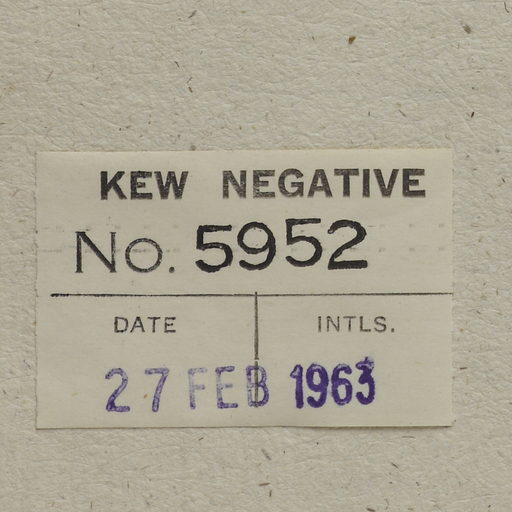 KEW NEGATIVE
No. 5952
DATE INTLS.
27 FEB 1963